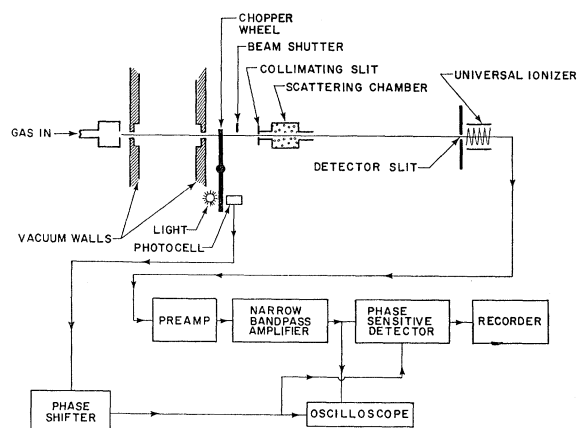 CHOPPER
WHEEL
BEAM SHUTTER
COLLIMATING SLIT
SCATTERING CHAMBER
UNIVERSAL IONIZER
GAS IN
DETECTOR SLIT
VACUUM WALLS
LIGHT
PHOTOCELL
PREAMP
NARROW
BANDPASS
AMPLIFIER
PHASE
SENSITIVE
DETECTOR
RECORDER
PHASE
SHIFTER
OSCILLOSCOPE